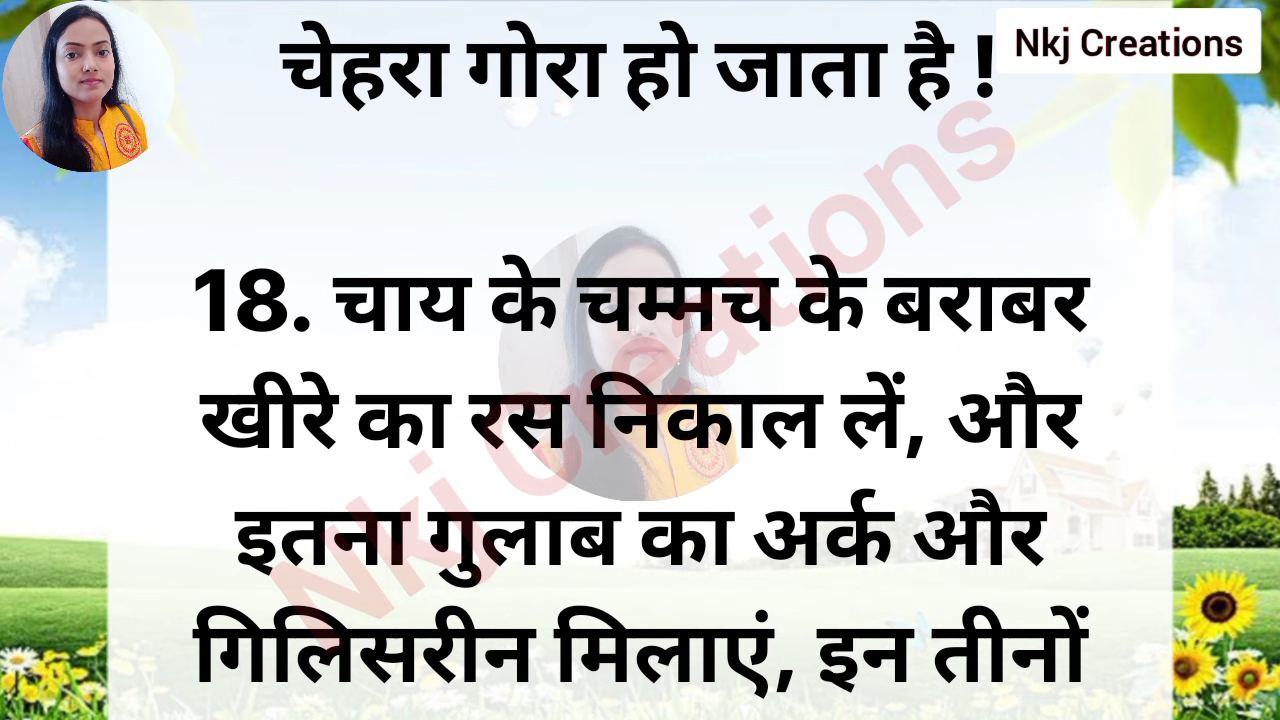 चेहरा गोरा हो जाता है !
Nkj Creations
18. चाय के चम्मच के बराबर
खीरे का रस निकाल लें, और
इतना गुलाब का अर्क और
गिलिसरीन मिलाएं, इन तीनों
Nkj Creations